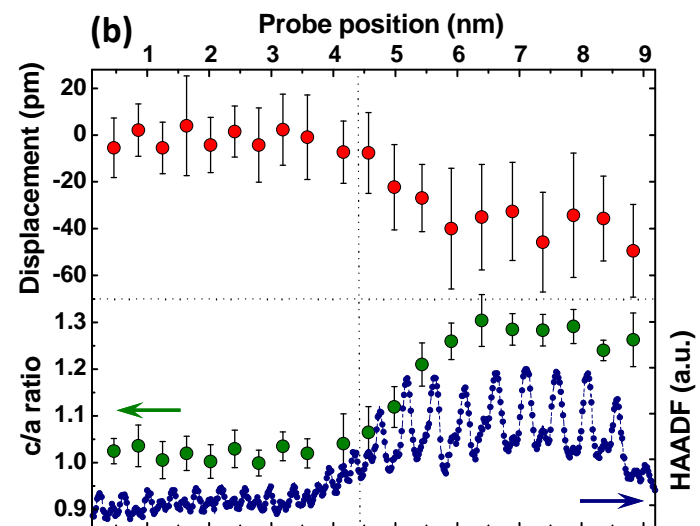 (b)
Probe position (nm)
1 2 3 4 5 6 7 8 9
Displacement (pm)
20
0
-20
-40
-60
c/a ratio
1.3
1.2
1.1
1.0
0.9
HAADF (a.u.)